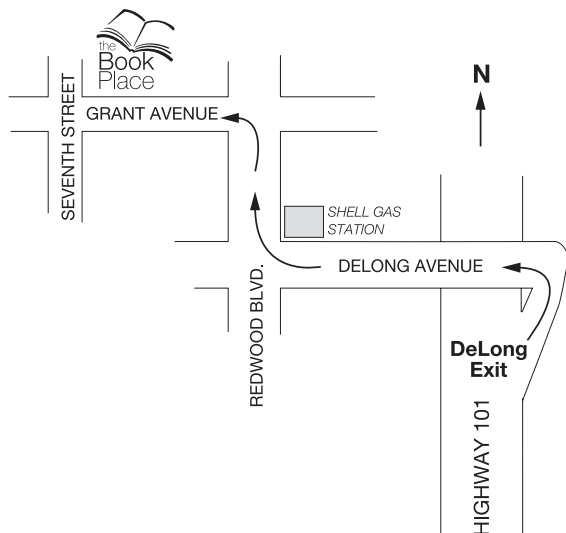 the
Book
Place
GRANT AVENUE
SEVENTH STREET
N
SHELL GAS
STATION
DELONG AVENUE
REDWOOD BLVD.
DeLong
Exit
HIGHWAY 101